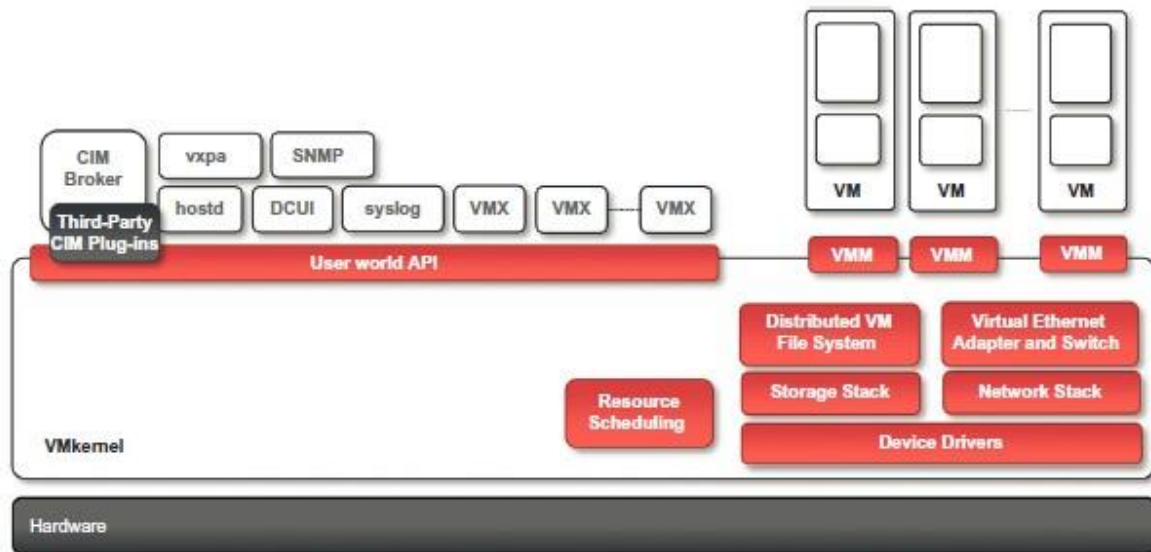 CIM
Broker
vxpa
SNMP
hostd
DCUI
syslog
VMX
VMX
VMX
Third-Party
CIM Plug-ins
User world API
VM
VM
VM
VMM
VMM
VMM
Distributed VM
File System
Virtual Ethernet
Adapter and Switch
Resource
Scheduling
Storage Stack
Network Stack
Device Drivers
VMkernel
Hardware